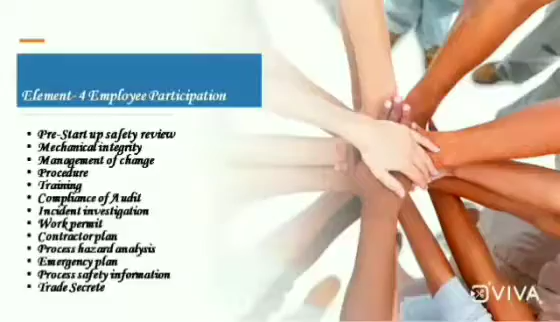 Element- 4 Employee Participation
Pre-Start up safety review
Mechanical integrity
Management of change
Procedure
Training
Compliance of Audit
Incident investigation
Work permit
Contractor plan
Process hazard analysis
Emergency plan
Process safety information
Trade Secrete
VIVA